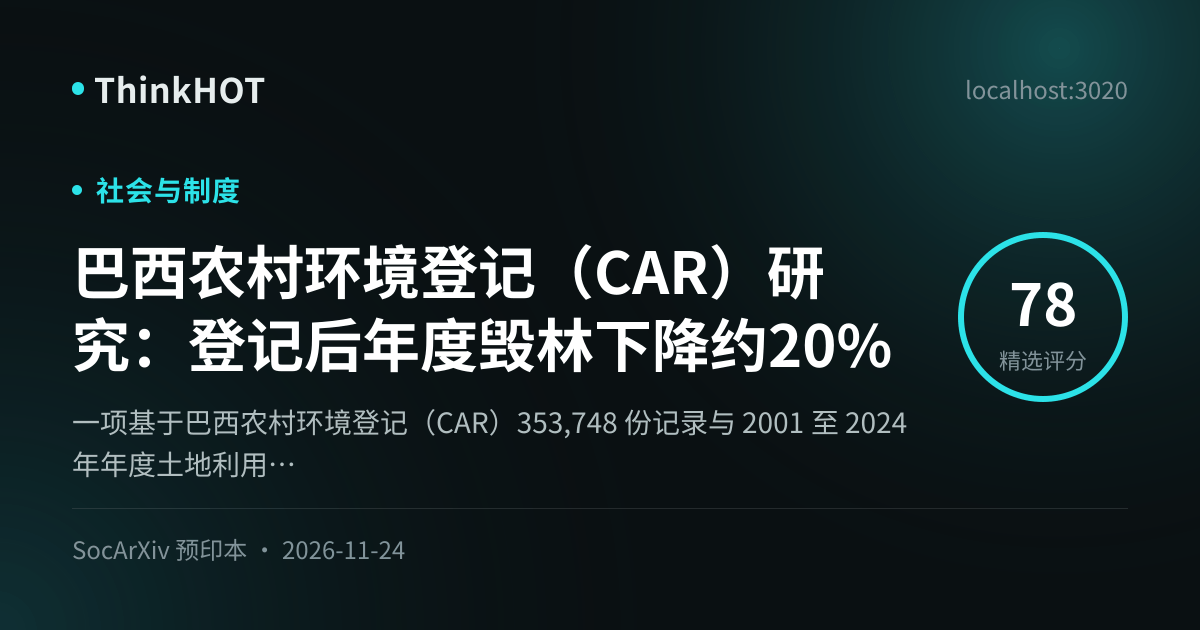 ThinkHOT
localhost:3020
社会与制度
巴西农村环境登记（CAR）研
究：登记后年度毁林下降约20%
78
精选评分
一项基于巴西农村环境登记（CAR）353,748 份记录与 2001 至 2024
年年度土地利用…
SocArXiv 预印本 · 2026-11-24